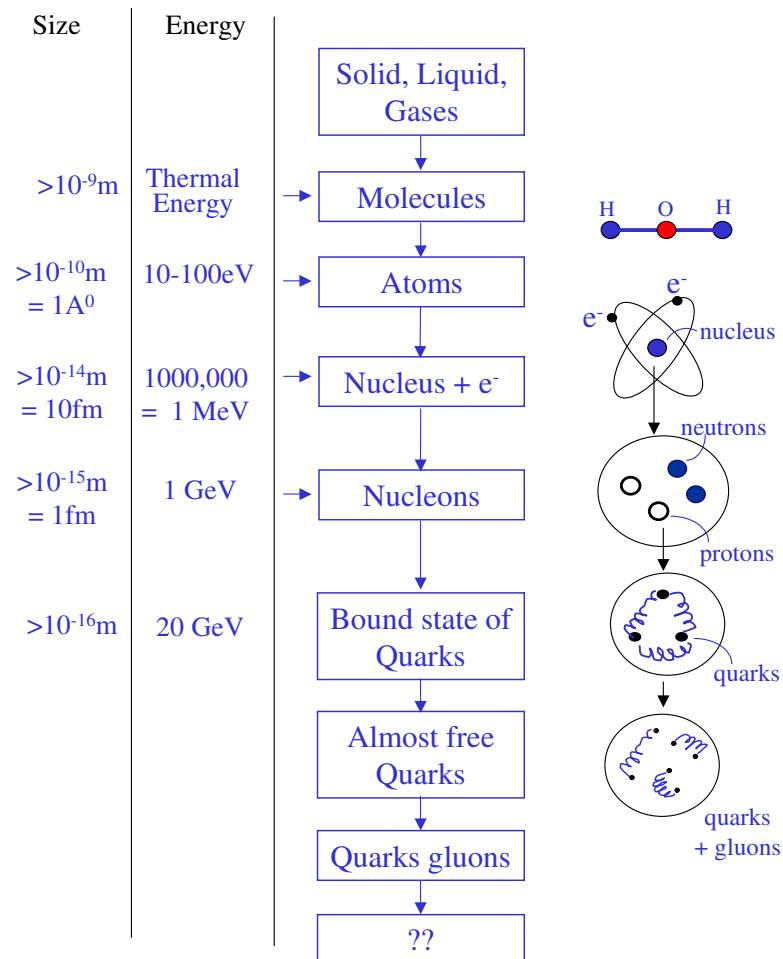 Size Energy
Solid, Liquid,
Gases
>10⁻⁹m Thermal
Energy
Molecules
H O H
>10⁻¹⁰m
= 1A⁰
10-100eV
Atoms
e⁻
e⁻
nucleus
>10⁻¹⁴m
= 10fm
1000,000
= 1 MeV
Nucleus + e⁻
neutrons
>10⁻¹⁵m
= 1fm
1 GeV
Nucleons
protons
>10⁻¹⁶m 20 GeV
Bound state of
Quarks
quarks
Almost free
Quarks
quarks
+ gluons
Quarks gluons
??